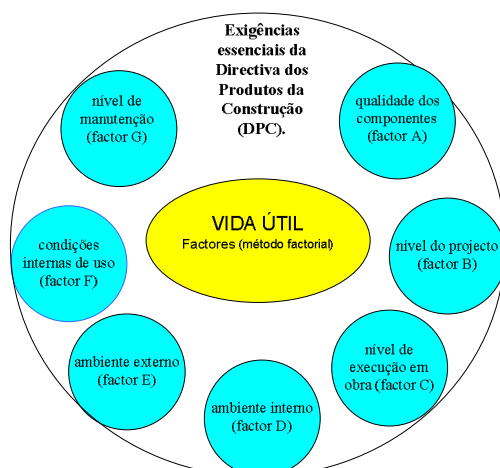 Exigências
essenciais da
Directiva dos
Produtos da
Construção
(DPC).
nível de
manutenção
(factor G)
qualidade dos
componentes
(factor A)
VIDA ÚTIL
Factores (método factorial)
condições
internas de uso
(factor F)
nível do projecto
(factor B)
ambiente externo
(factor E)
nível de
execução em
obra (factor C)
ambiente interno
(factor D)